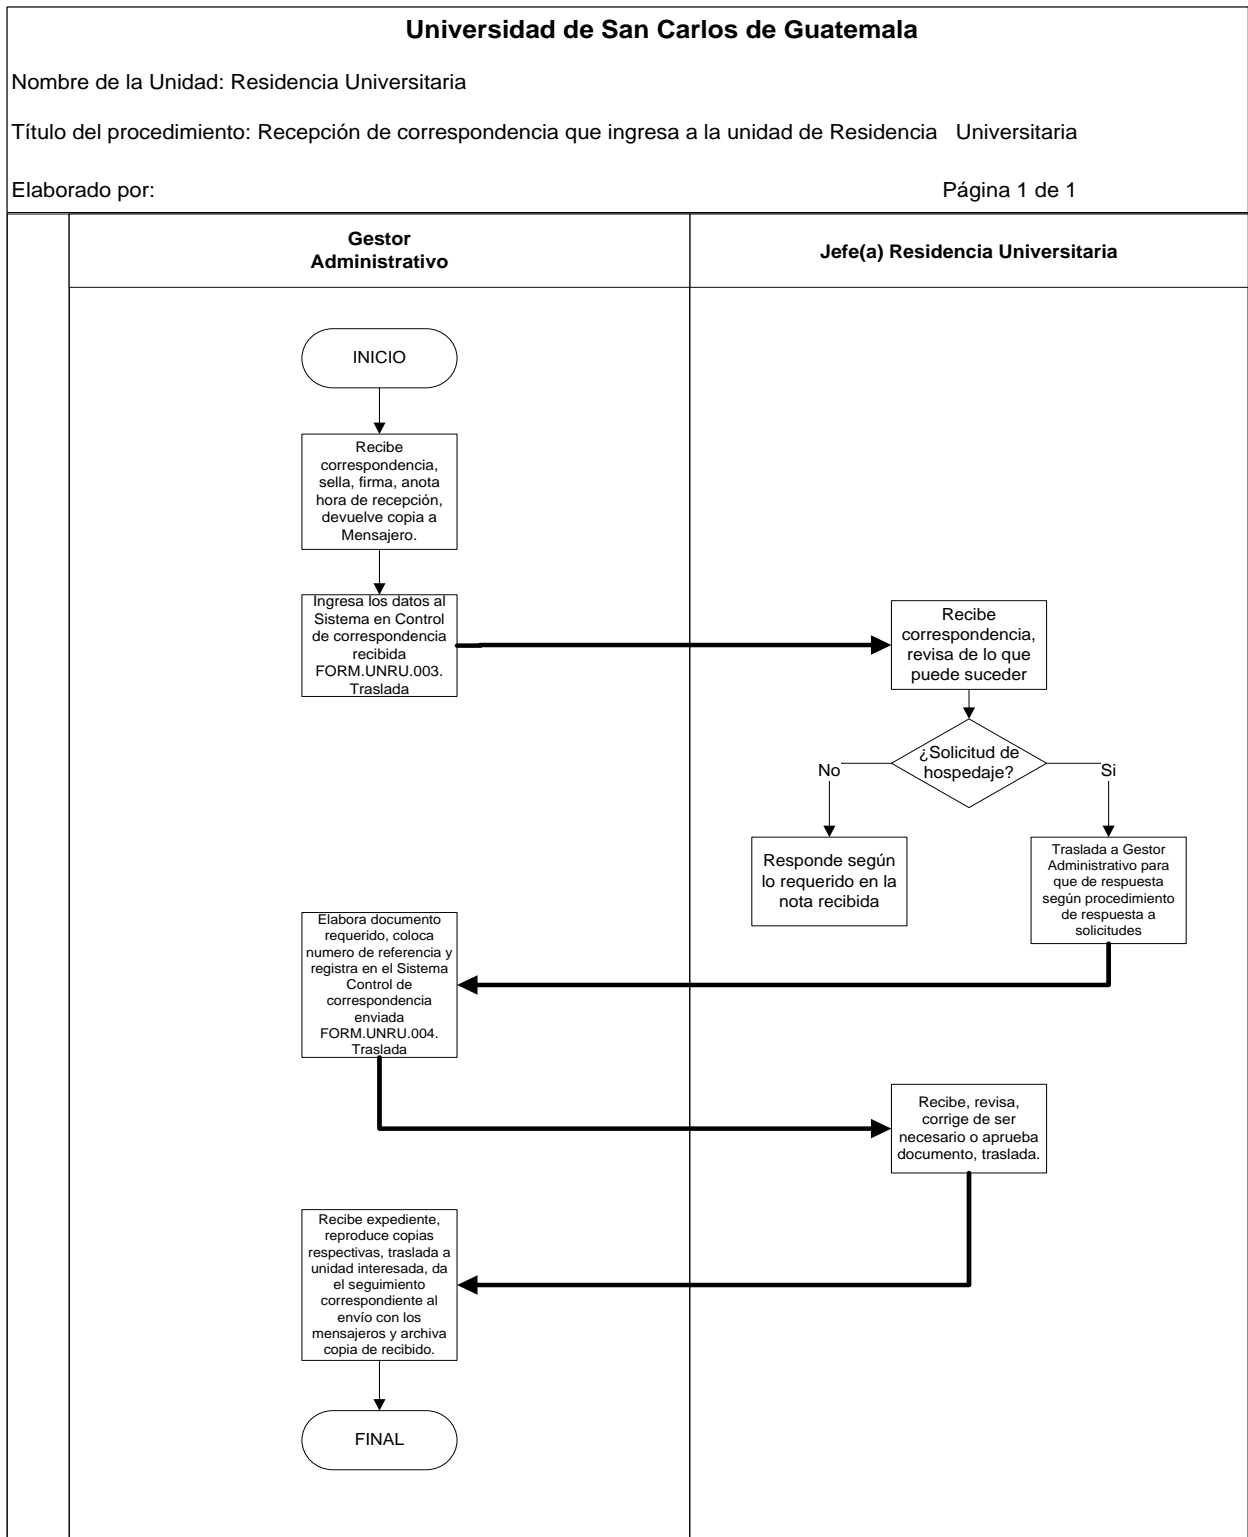 Universidad de San Carlos de Guatemala
Nombre de la Unidad: Residencia Universitaria
Título del procedimiento: Recepción de correspondencia que ingresa a la unidad de Residencia   Universitaria
Elaborado por:
Página 1 de 1
Gestor
Administrativo
Jefe(a) Residencia Universitaria
INICIO
Recibe
correspondencia,
sella, firma, anota
hora de recepción,
devuelve copia a
Mensajero.
Ingresa los datos al
Sistema en Control
de correspondencia
recibida
FORM.UNRU.003.
Traslada
Recibe
correspondencia,
revisa de lo que
puede suceder
¿Solicitud de
hospedaje?
No
Si
Responde según
lo requerido en la
nota recibida
Traslada a Gestor
Administrativo para
que de respuesta
según procedimiento
de respuesta a
solicitudes
Elabora documento
requerido, coloca
numero de referencia y
registra en el Sistema
Control de
correspondencia
enviada
FORM.UNRU.004.
Traslada
Recibe, revisa,
corrige de ser
necesario o aprueba
documento, traslada.
Recibe expediente,
reproduce copias
respectivas, traslada a
unidad interesada, da
el seguimiento
correspondiente al
envío con los
mensajeros y archiva
copia de recibido.
FINAL